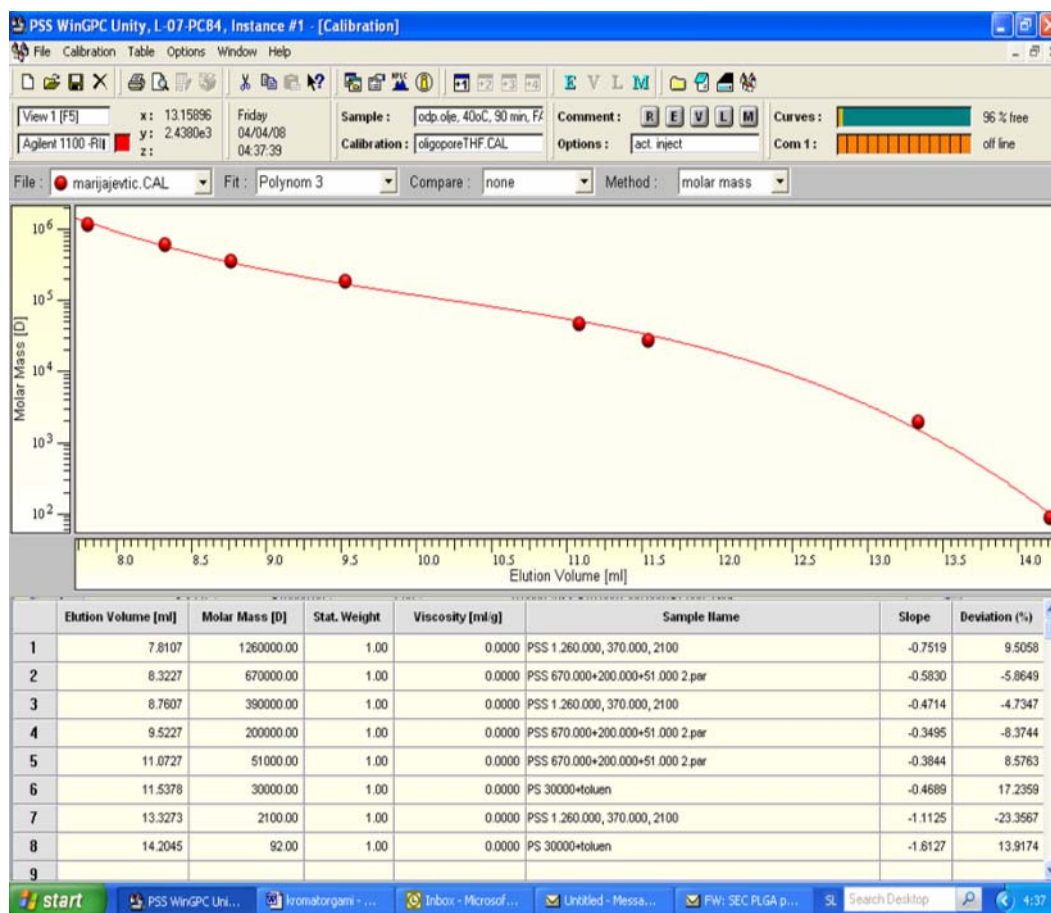 PSS WinGPC Unity, L-07-PC84, Instance #1 - [Calibration]
File Calibration Table Options Window Help
E V L M
View 1 [F5] x: 13.15896 Friday Sample : odp.olje, 40oC, 90 min, FA Comment : R E V L M Curves : 96 % free
y: 2.4380e3 04/04/08
Agilent 1100 -RI z: 04:37:39 Calibration : oligoporeTHF.CAL Options : act. inject Com 1 : off line
File : marijajevtic.CAL Fit : Polynom 3 Compare : none Method : molar mass
10^6
10^5
10^4
10^3
10^2
Molar Mass [D]
8.0 8.5 9.0 9.5 10.0 10.5 11.0 11.5 12.0 12.5 13.0 13.5 14.0
Elution Volume [ml]
Elution Volume [ml] Molar Mass [D] Stat. Weight Viscosity [ml/g] Sample Name Slope Deviation (%)
1 7.8107 1260000.00 1.00 0.0000 PSS 1.260.000, 370.000, 2100 -0.7519 9.5058
2 8.3227 670000.00 1.00 0.0000 PSS 670.000+200.000+51.000 2.par -0.5830 -5.8649
3 8.7607 390000.00 1.00 0.0000 PSS 1.260.000, 370.000, 2100 -0.4714 -4.7347
4 9.5227 200000.00 1.00 0.0000 PSS 670.000+200.000+51.000 2.par -0.3495 -8.3744
5 11.0727 51000.00 1.00 0.0000 PSS 670.000+200.000+51.000 2.par -0.3844 8.5763
6 11.5378 30000.00 1.00 0.0000 PS 30000+toluen -0.4689 17.2359
7 13.3273 2100.00 1.00 0.0000 PSS 1.260.000, 370.000, 2100 -1.1125 -23.3567
8 14.2045 92.00 1.00 0.0000 PS 30000+toluen -1.6127 13.9174
9
start PSS WinGPC Uni... kromatorgami - ... Inbox - Microsof... Untitled - Messa... FW: SEC PLGA p... SL Search Desktop 4:37